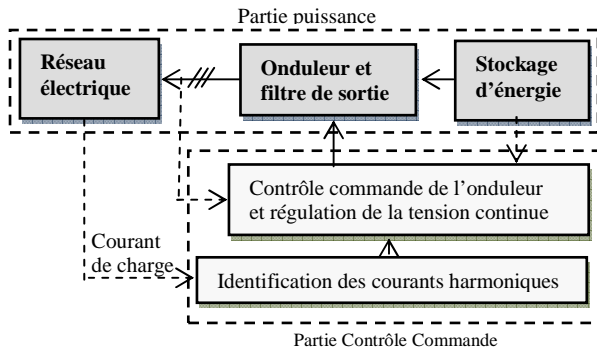 Partie puissance
Réseau
électrique
Onduleur et
filtre de sortie
Stockage
d'énergie
Contrôle commande de l'onduleur
et régulation de la tension continue
Courant
de charge
Identification des courants harmoniques
Partie Contrôle Commande